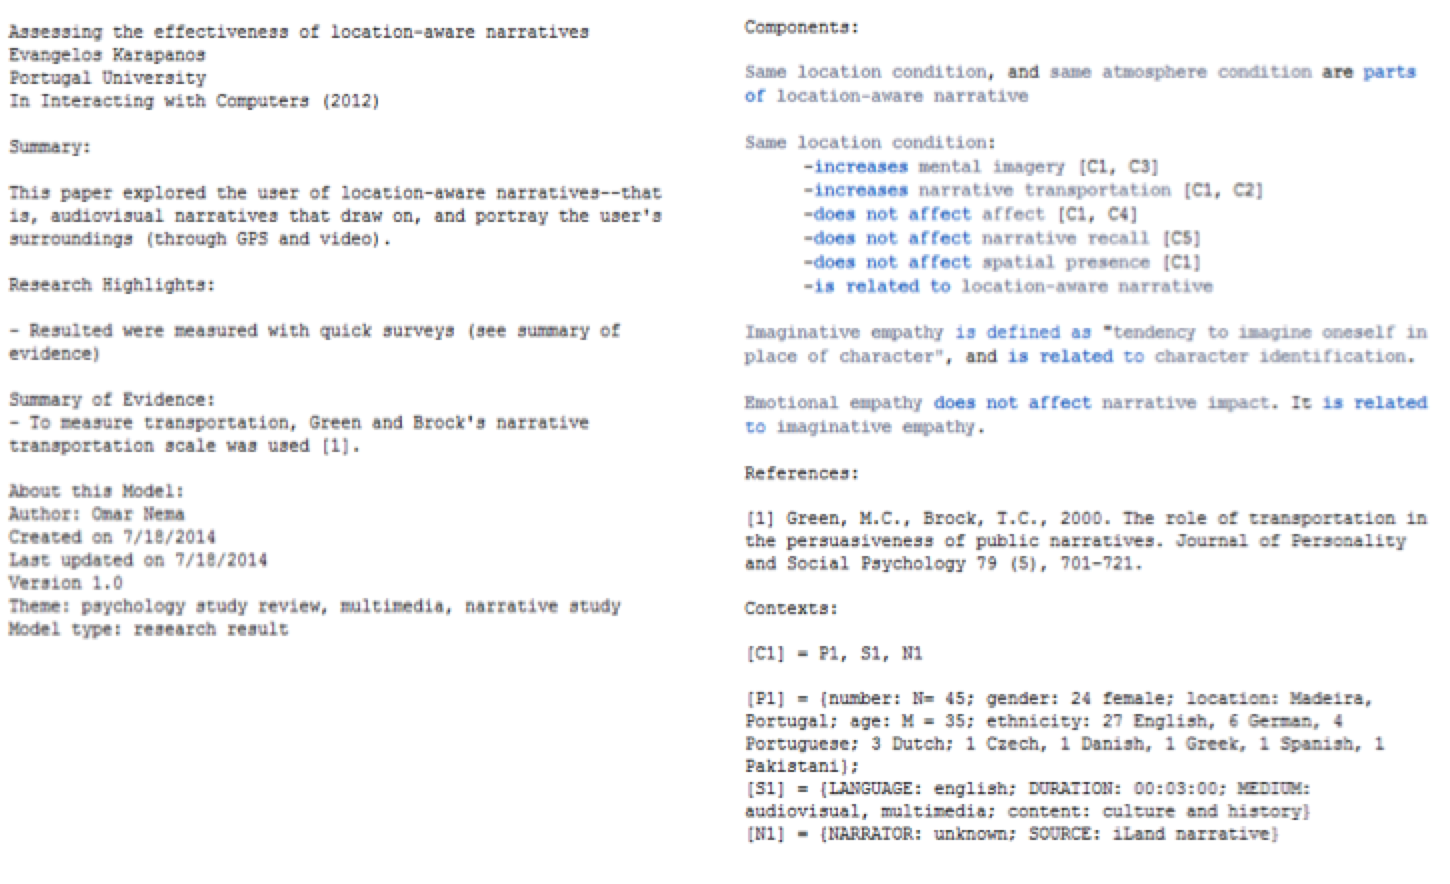 Assessing the effectiveness of location-aware narratives
Evangelos Karapanos
Portugal University
In Interacting with Computers (2012)
Summary:
This paper explored the user of location-aware narratives--that
is, audiovisual narratives that draw on, and portray the user's
surroundings (through GPS and video).
Research Highlights:
- Resulted were measured with quick surveys (see summary of
evidence)
Summary of Evidence:
- To measure transportation, Green and Brock's narrative
transportation scale was used [1].
About this Model:
Author: Omar Nema
Created on 7/18/2014
Last updated on 7/18/2014
Version 1.0
Theme: psychology study review, multimedia, narrative study
Model type: research result
Components:
Same location condition, and same atmosphere condition are parts
of location-aware narrative
Same location condition:
-increases mental imagery [C1, C3]
-increases narrative transportation [C1, C2]
-does not affect affect [C1, C4]
-does not affect narrative recall [C5]
-does not affect spatial presence [C1]
-is related to location-aware narrative
Imaginative empathy is defined as "tendency to imagine oneself in
place of character", and is related to character identification.
Emotional empathy does not affect narrative impact. It is related
to imaginative empathy.
References:
[1] Green, M.C., Brock, T.C., 2000. The role of transportation in
the persuasiveness of public narratives. Journal of Personality
and Social Psychology 79 (5), 701-721.
Contexts:
[C1] = P1, S1, N1
[P1] = {number: N= 45; gender: 24 female; location: Madeira,
Portugal; age: M = 35; ethnicity: 27 English, 6 German, 4
Portuguese; 3 Dutch; 1 Czech, 1 Danish, 1 Greek, 1 Spanish, 1
Pakistani};
[S1] = {LANGUAGE: english; DURATION: 00:03:00; MEDIUM:
audiovisual, multimedia; content: culture and history}
[N1] = {NARRATOR: unknown; SOURCE: iLand narrative}